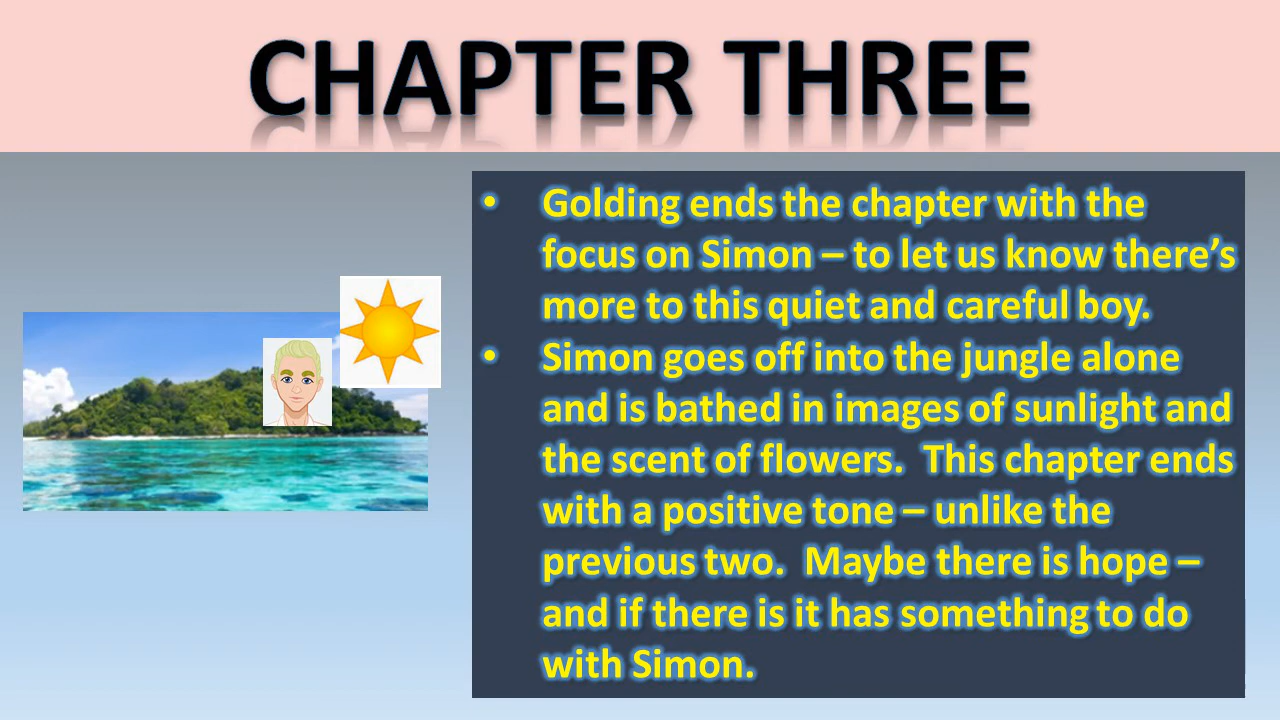 CHAPTER THREE
• Golding ends the chapter with the
focus on Simon – to let us know there’s
more to this quiet and careful boy.
• Simon goes off into the jungle alone
and is bathed in images of sunlight and
the scent of flowers.  This chapter ends
with a positive tone – unlike the
previous two.  Maybe there is hope –
and if there is it has something to do
with Simon.